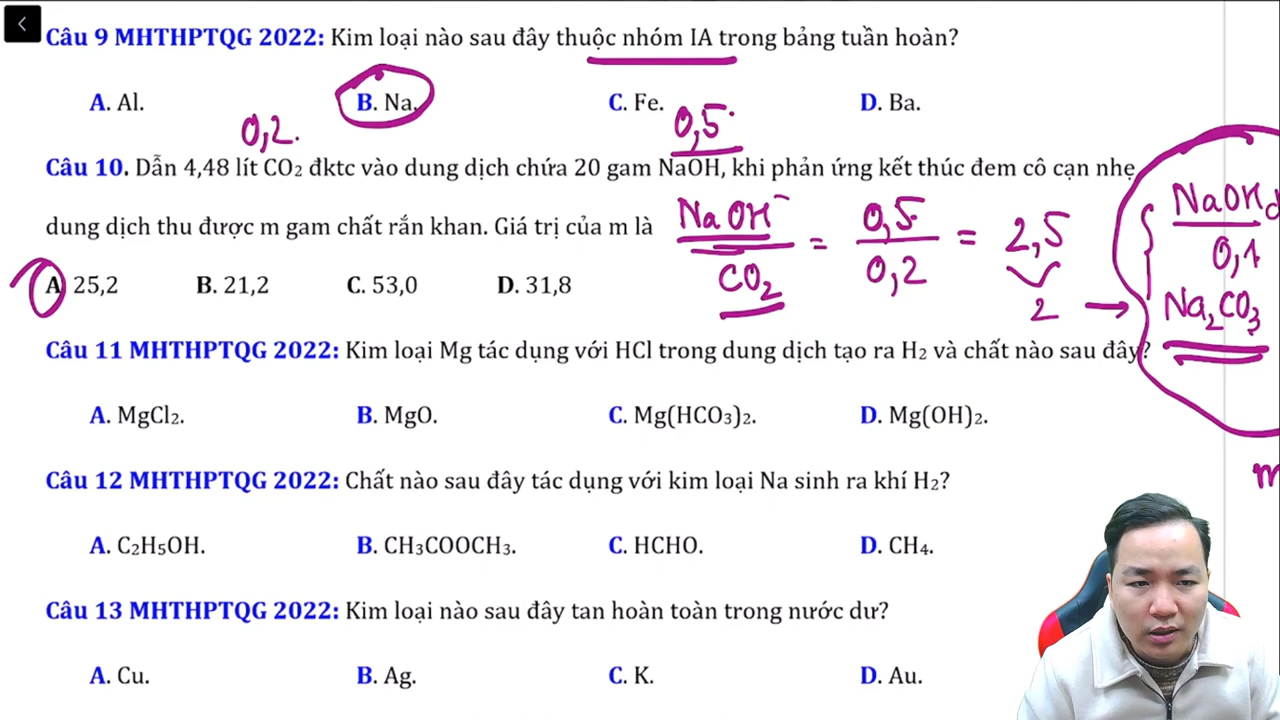 Câu 9 MHTHPTQG 2022: Kim loại nào sau đây thuộc nhóm IA trong bảng tuần hoàn?
A. Al. B. Na. C. Fe. D. Ba.
0,2. 0,5.
Câu 10. Dẫn 4,48 lít CO₂ đktc vào dung dịch chứa 20 gam NaOH, khi phản ứng kết thúc đem cô cạn nhẹ
dung dịch thu được m gam chất rắn khan. Giá trị của m là
NaOH⁻ / CO₂ = 0,5 / 0,2 = 2,5
2 → { NaOH d
0,1
Na₂CO₃
A 25,2 B. 21,2 C. 53,0 D. 31,8
Câu 11 MHTHPTQG 2022: Kim loại Mg tác dụng với HCl trong dung dịch tạo ra H₂ và chất nào sau đây?
A. MgCl₂. B. MgO. C. Mg(HCO₃)₂. D. Mg(OH)₂.
m
Câu 12 MHTHPTQG 2022: Chất nào sau đây tác dụng với kim loại Na sinh ra khí H₂?
A. C₂H₅OH. B. CH₃COOCH₃. C. HCHO. D. CH₄.
Câu 13 MHTHPTQG 2022: Kim loại nào sau đây tan hoàn toàn trong nước dư?
A. Cu. B. Ag. C. K. D. Au.